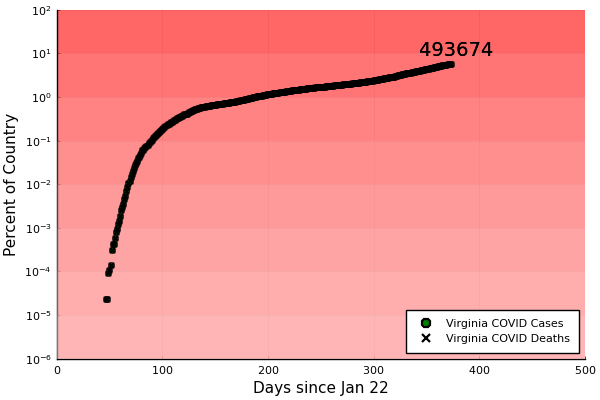 10²
10¹
10⁰
10⁻¹
10⁻²
10⁻³
10⁻⁴
10⁻⁵
10⁻⁶
Percent of Country
493674
Virginia COVID Cases
Virginia COVID Deaths
0 100 200 300 400 500
Days since Jan 22